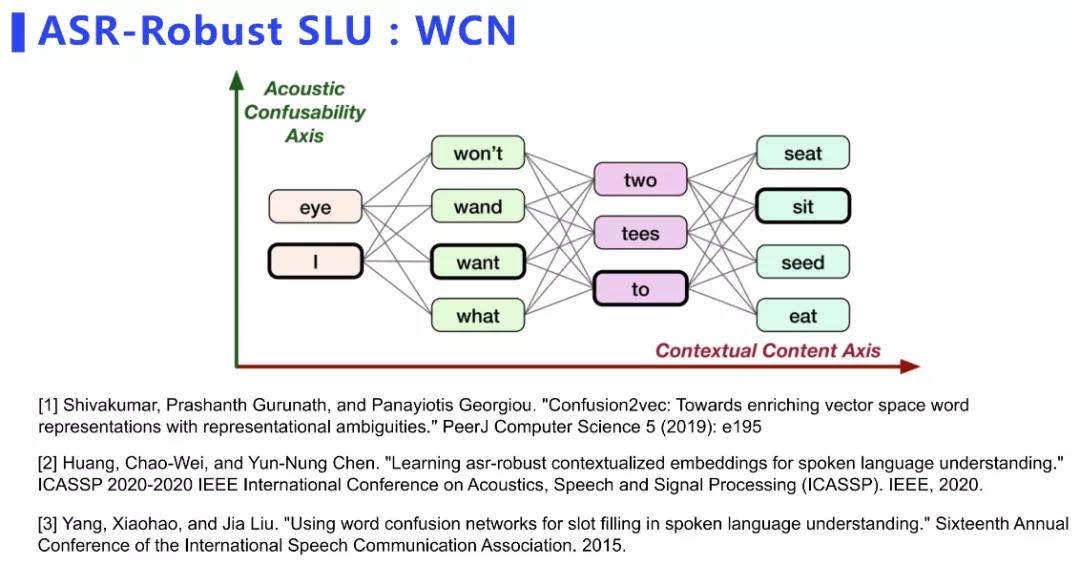 ASR-Robust SLU : WCN
Acoustic
Confusability
Axis
eye
I
won't
wand
want
what
two
tees
to
seat
sit
seed
eat
Contextual Content Axis
[1] Shivakumar, Prashanth Gurunath, and Panayiotis Georgiou. "Confusion2vec: Towards enriching vector space word
representations with representational ambiguities." PeerJ Computer Science 5 (2019): e195
[2] Huang, Chao-Wei, and Yun-Nung Chen. "Learning asr-robust contextualized embeddings for spoken language understanding."
ICASSP 2020-2020 IEEE International Conference on Acoustics, Speech and Signal Processing (ICASSP). IEEE, 2020.
[3] Yang, Xiaohao, and Jia Liu. "Using word confusion networks for slot filling in spoken language understanding." Sixteenth Annual
Conference of the International Speech Communication Association. 2015.